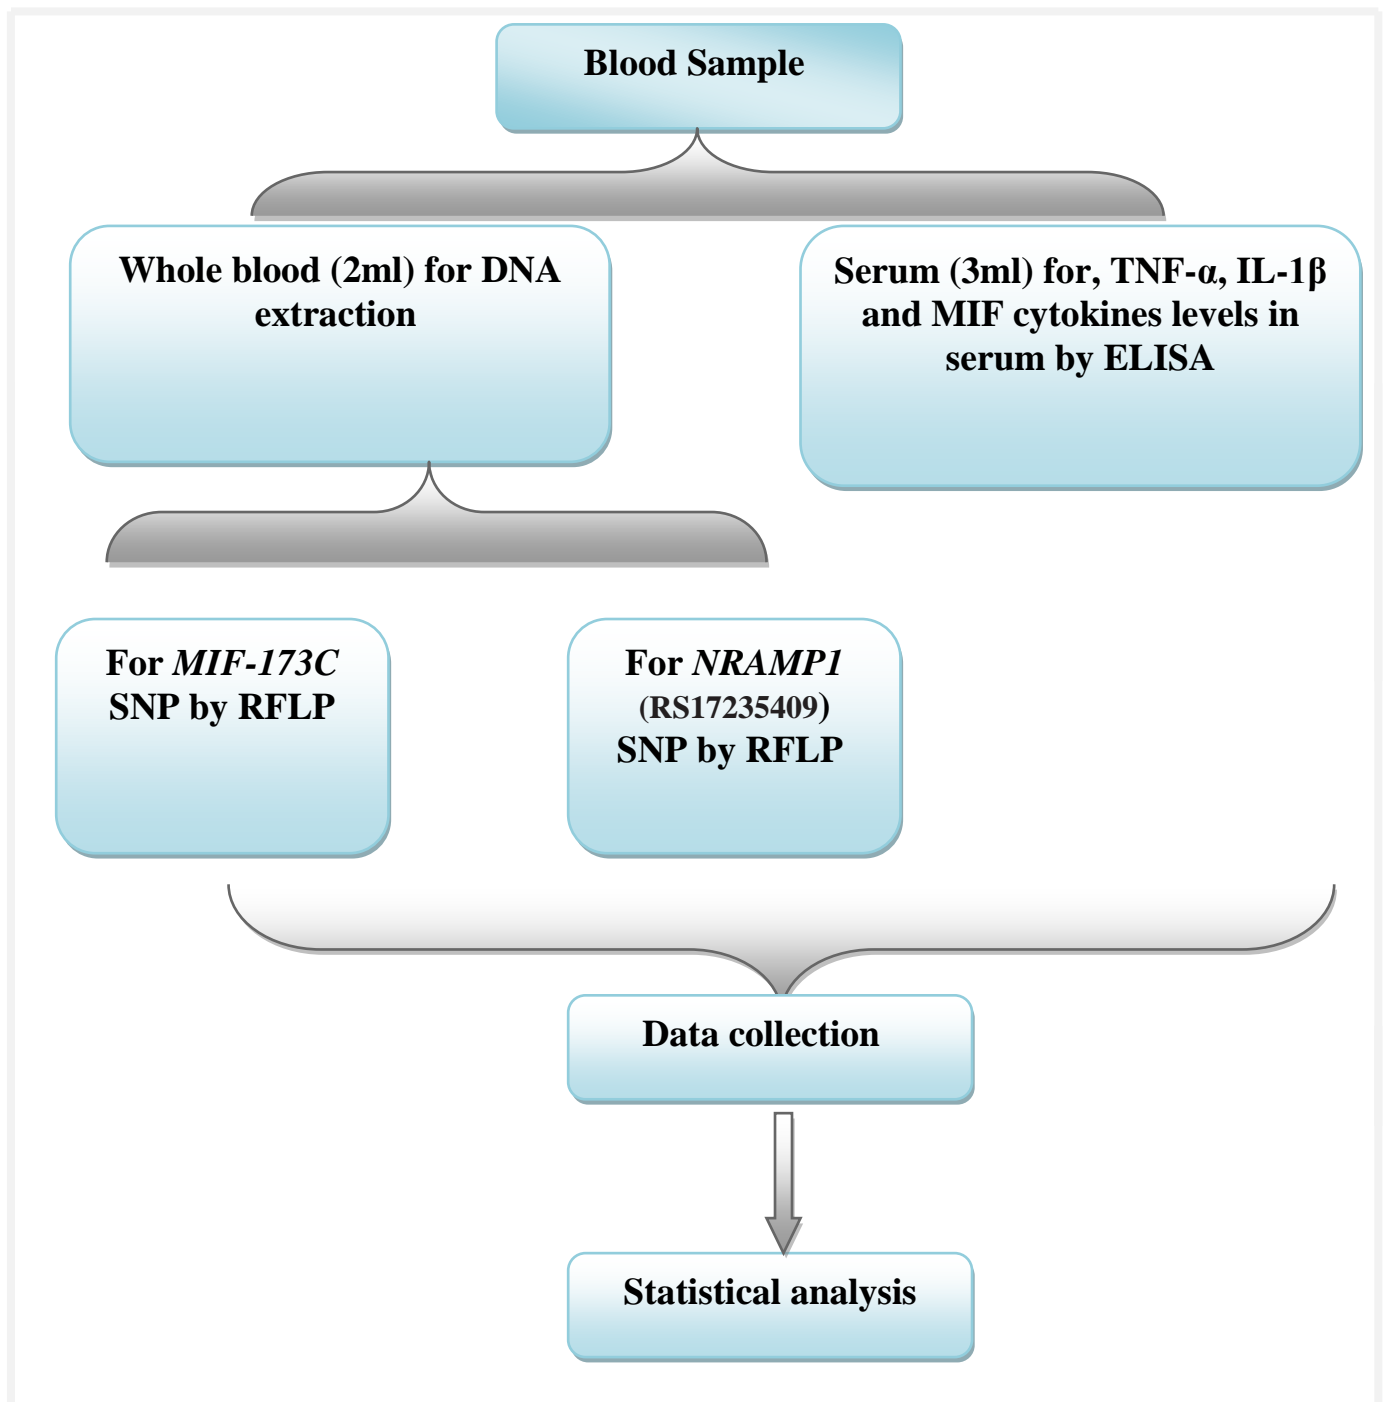 Blood Sample
Whole blood (2ml) for DNA
extraction
Serum (3ml) for, TNF-α, IL-1β
and MIF cytokines levels in
serum by ELISA
For MIF-173C
SNP by RFLP
For NRAMP1
(RS17235409)
SNP by RFLP
Data collection
Statistical analysis